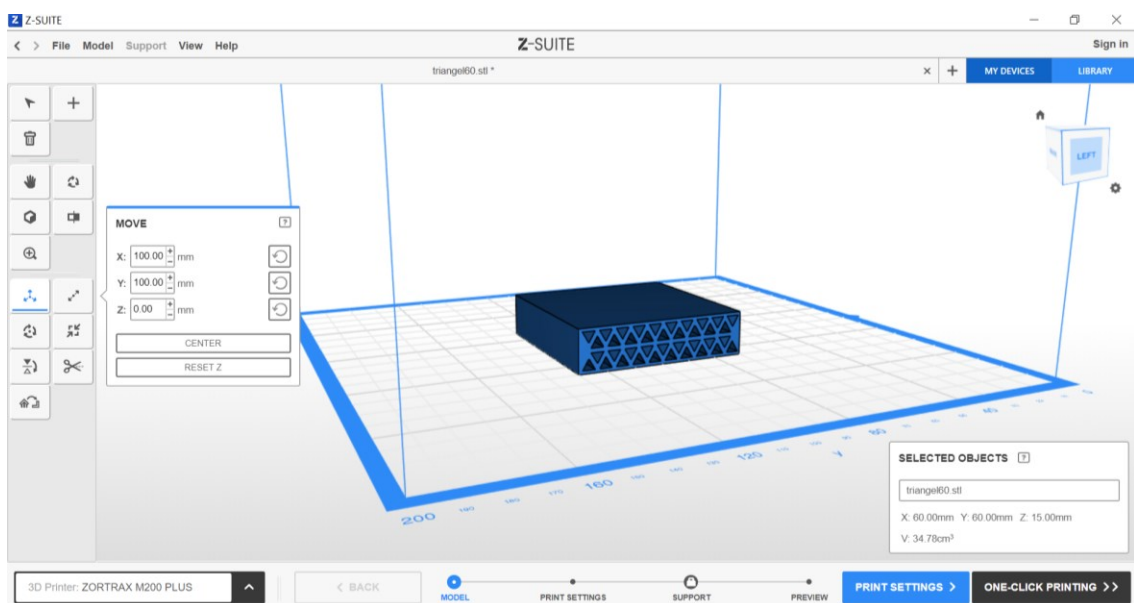 Z-SUITE
File Model Support View Help
Z-SUITE
Sign in
triangel60.stl *
MY DEVICES
LIBRARY
LEFT
MOVE
?
X: 100.00 mm
Y: 100.00 mm
Z: 0.00 mm
CENTER
RESET Z
200 160 120 Y 80 40 0
SELECTED OBJECTS ?
triangel60.stl
X: 60.00mm Y: 60.00mm Z: 15.00mm
V: 34.78cm³
3D Printer: ZORTRAX M200 PLUS
< BACK
MODEL
PRINT SETTINGS
SUPPORT
PREVIEW
PRINT SETTINGS >
ONE-CLICK PRINTING >>